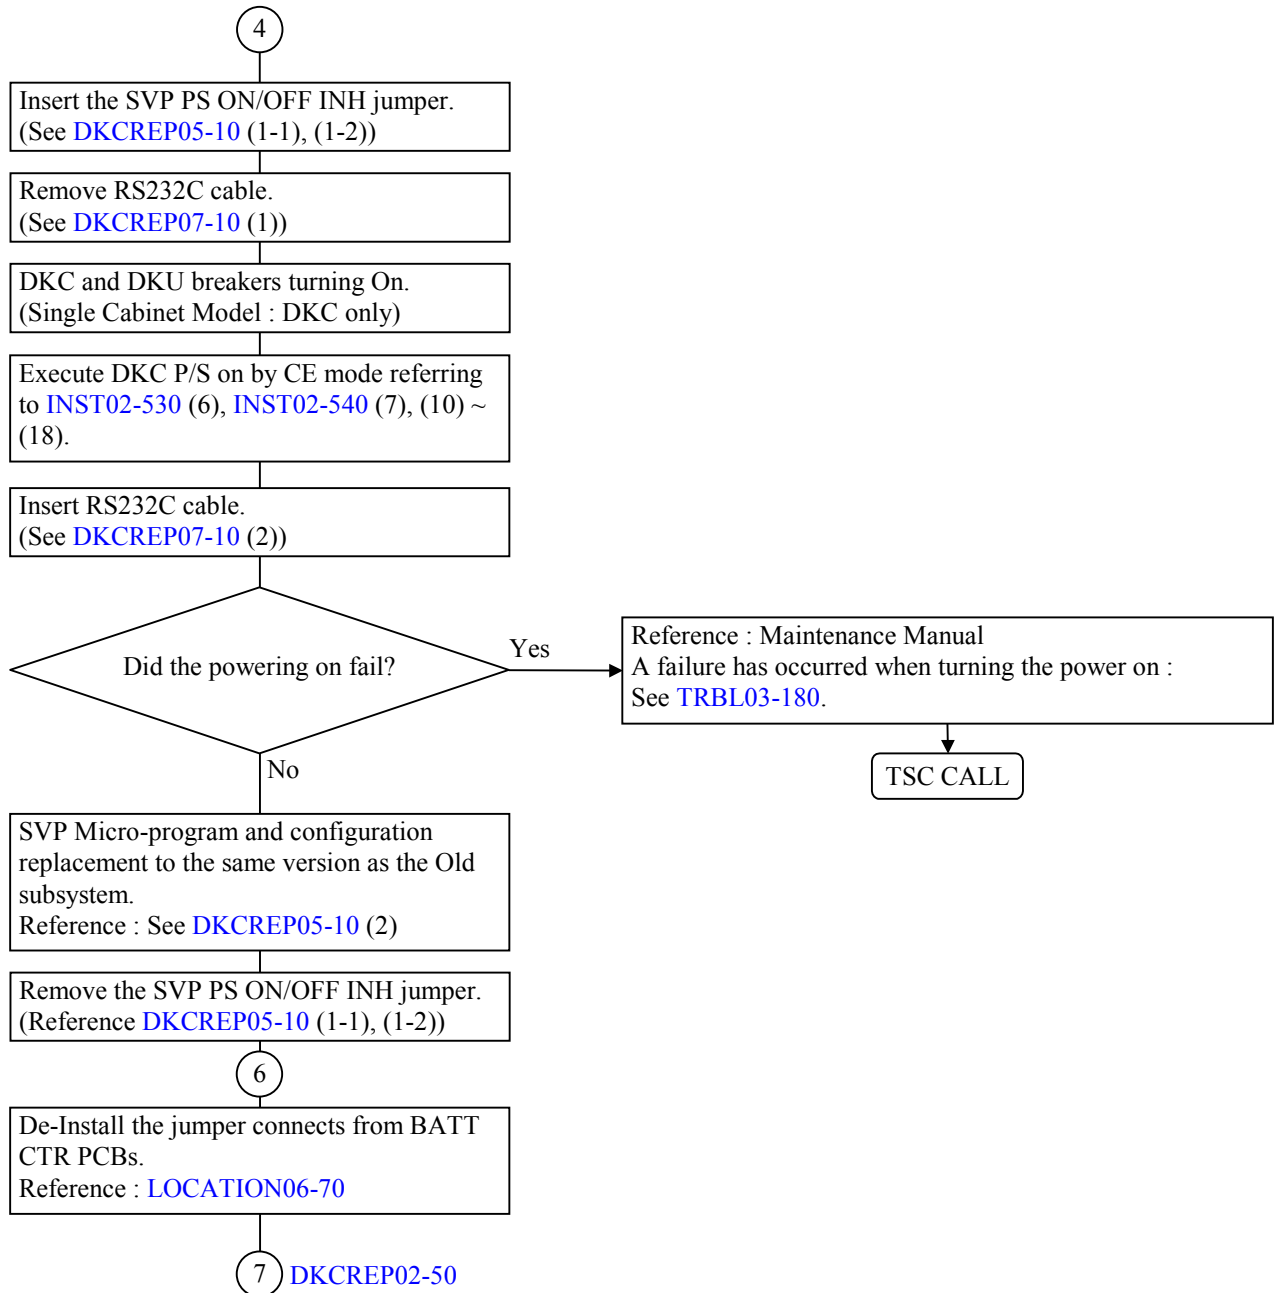 4
Insert the SVP PS ON/OFF INH jumper.
(See DKCREP05-10 (1-1), (1-2))
Remove RS232C cable.
(See DKCREP07-10 (1))
DKC and DKU breakers turning On.
(Single Cabinet Model : DKC only)
Execute DKC P/S on by CE mode referring
to INST02-530 (6), INST02-540 (7), (10) ~
(18).
Insert RS232C cable.
(See DKCREP07-10 (2))
Did the powering on fail?
Yes
Reference : Maintenance Manual
A failure has occurred when turning the power on :
See TRBL03-180.
TSC CALL
No
SVP Micro-program and configuration
replacement to the same version as the Old
subsystem.
Reference : See DKCREP05-10 (2)
Remove the SVP PS ON/OFF INH jumper.
(Reference DKCREP05-10 (1-1), (1-2))
6
De-Install the jumper connects from BATT
CTR PCBs.
Reference : LOCATION06-70
7 DKCREP02-50